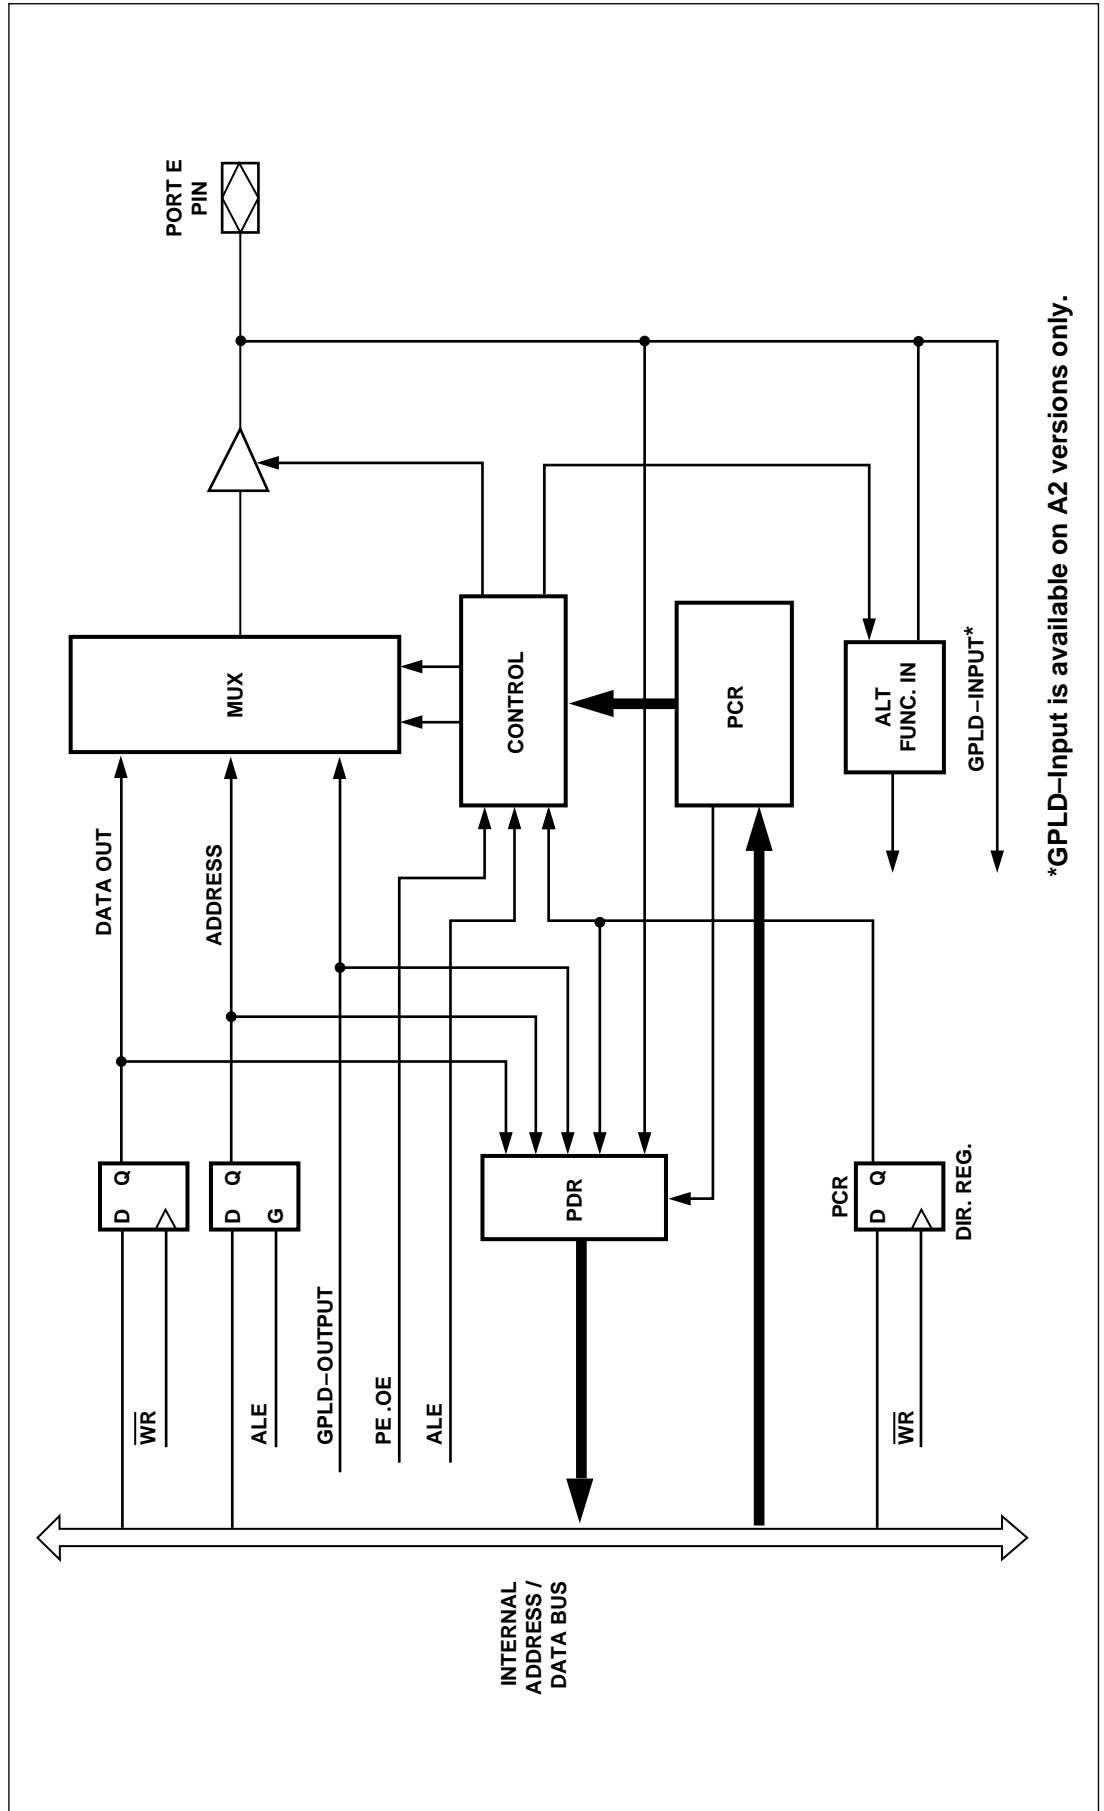 PORT E
PIN
DATA OUT
MUX
ADDRESS
D Q
WR
D Q
ALE G
GPLD–OUTPUT
PE .OE
ALE
CONTROL
INTERNAL
ADDRESS /
DATA BUS
PDR
PCR
PCR
D Q
WR
DIR. REG.
ALT
FUNC. IN
GPLD–INPUT*
*GPLD–Input is available on A2 versions only.